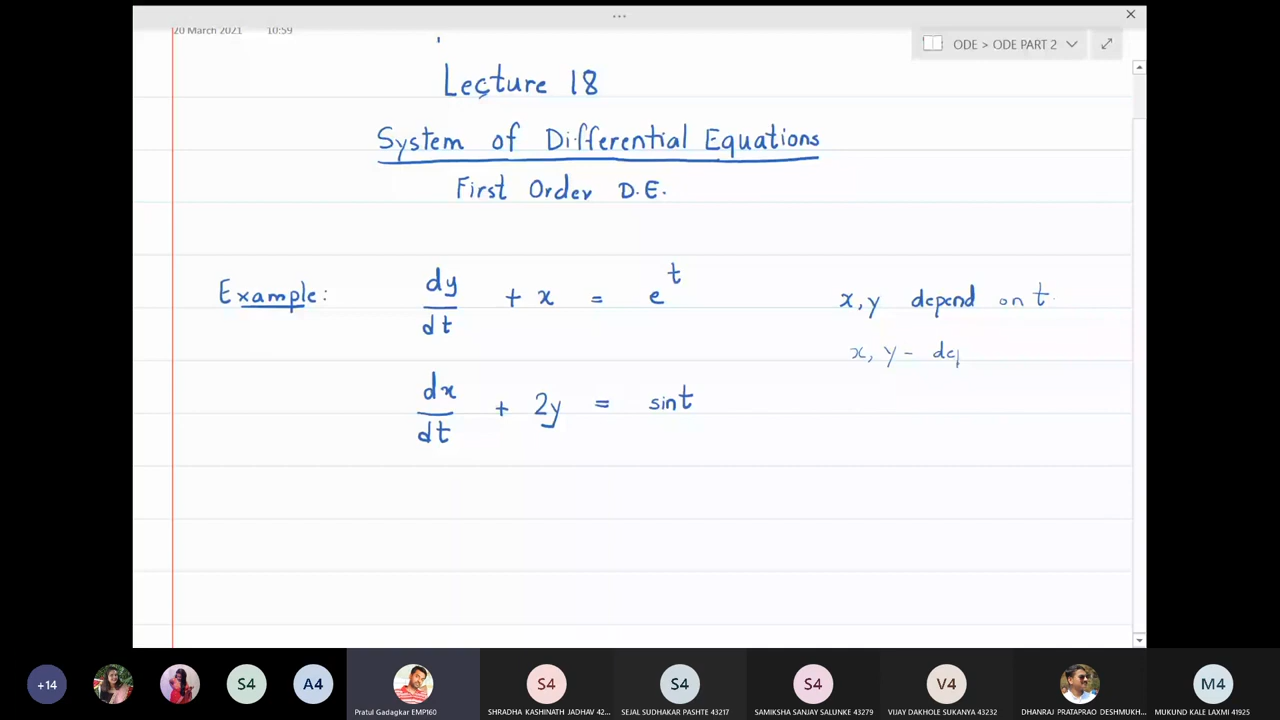 20 March 2021 10:59
ODE > ODE PART 2
Lecture 18
System of Differential Equations
First Order D.E.
Example: dy/dt + x = e^t x, y depend on t.
x, y - dep
dx/dt + 2y = sint
+14
S4
A4
Pratul Gadagkar EMP160
S4
SHRADHA KASHINATH JADHAV 42...
S4
SEJAL SUDHAKAR PASHTE 43217
S4
SAMIKSHA SANJAY SALUNKE 43279
V4
VIJAY DAKHOLE SUKANYA 43232
DHANRAJ PRATAPRAO DESHMUKH...
M4
MUKUND KALE LAXMI 41925